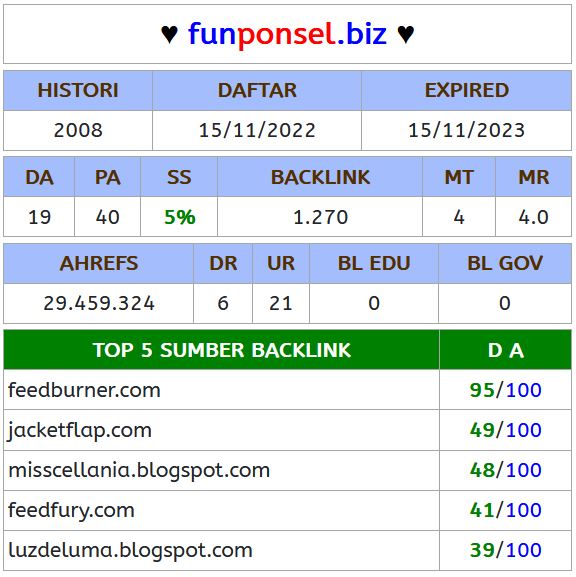 ♥ funponsel.biz ♥
HISTORI DAFTAR EXPIRED
2008 15/11/2022 15/11/2023
DA PA SS BACKLINK MT MR
19 40 5% 1.270 4 4.0
AHREFS DR UR BL EDU BL GOV
29.459.324 6 21 0 0
TOP 5 SUMBER BACKLINK D A
feedburner.com 95/100
jacketflap.com 49/100
misscellania.blogspot.com 48/100
feedfury.com 41/100
luzdeluma.blogspot.com 39/100